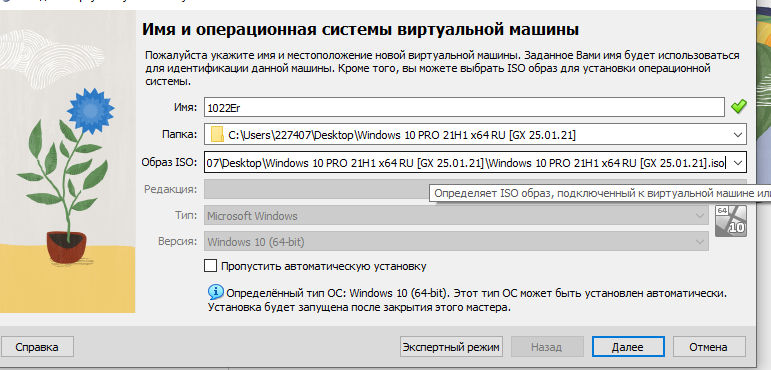 Имя и операционная системы виртуальной машины
Пожалуйста укажите имя и местоположение новой виртуальной машины. Заданное Вами имя будет использоваться
для идентификации данной машины. Кроме того, вы можете выбрать ISO образ для установки операционной
системы.
Имя: 1022Er
Папка: C:\Users\227407\Desktop\Windows 10 PRO 21H1 x64 RU [GX 25.01.21]
Образ ISO: 07\Desktop\Windows 10 PRO 21H1 x64 RU [GX 25.01.21]\Windows 10 PRO 21H1 x64 RU [GX 25.01.21].iso
Редакция:
Определяет ISO образ, подключенный к виртуальной машине или
Тип: Microsoft Windows
64
10
Версия: Windows 10 (64-bit)
Пропустить автоматическую установку
Определённый тип ОС: Windows 10 (64-bit). Этот тип ОС может быть установлен автоматически.
Установка будет запущена после закрытия этого мастера.
Справка Экспертный режим Назад Далее Отмена